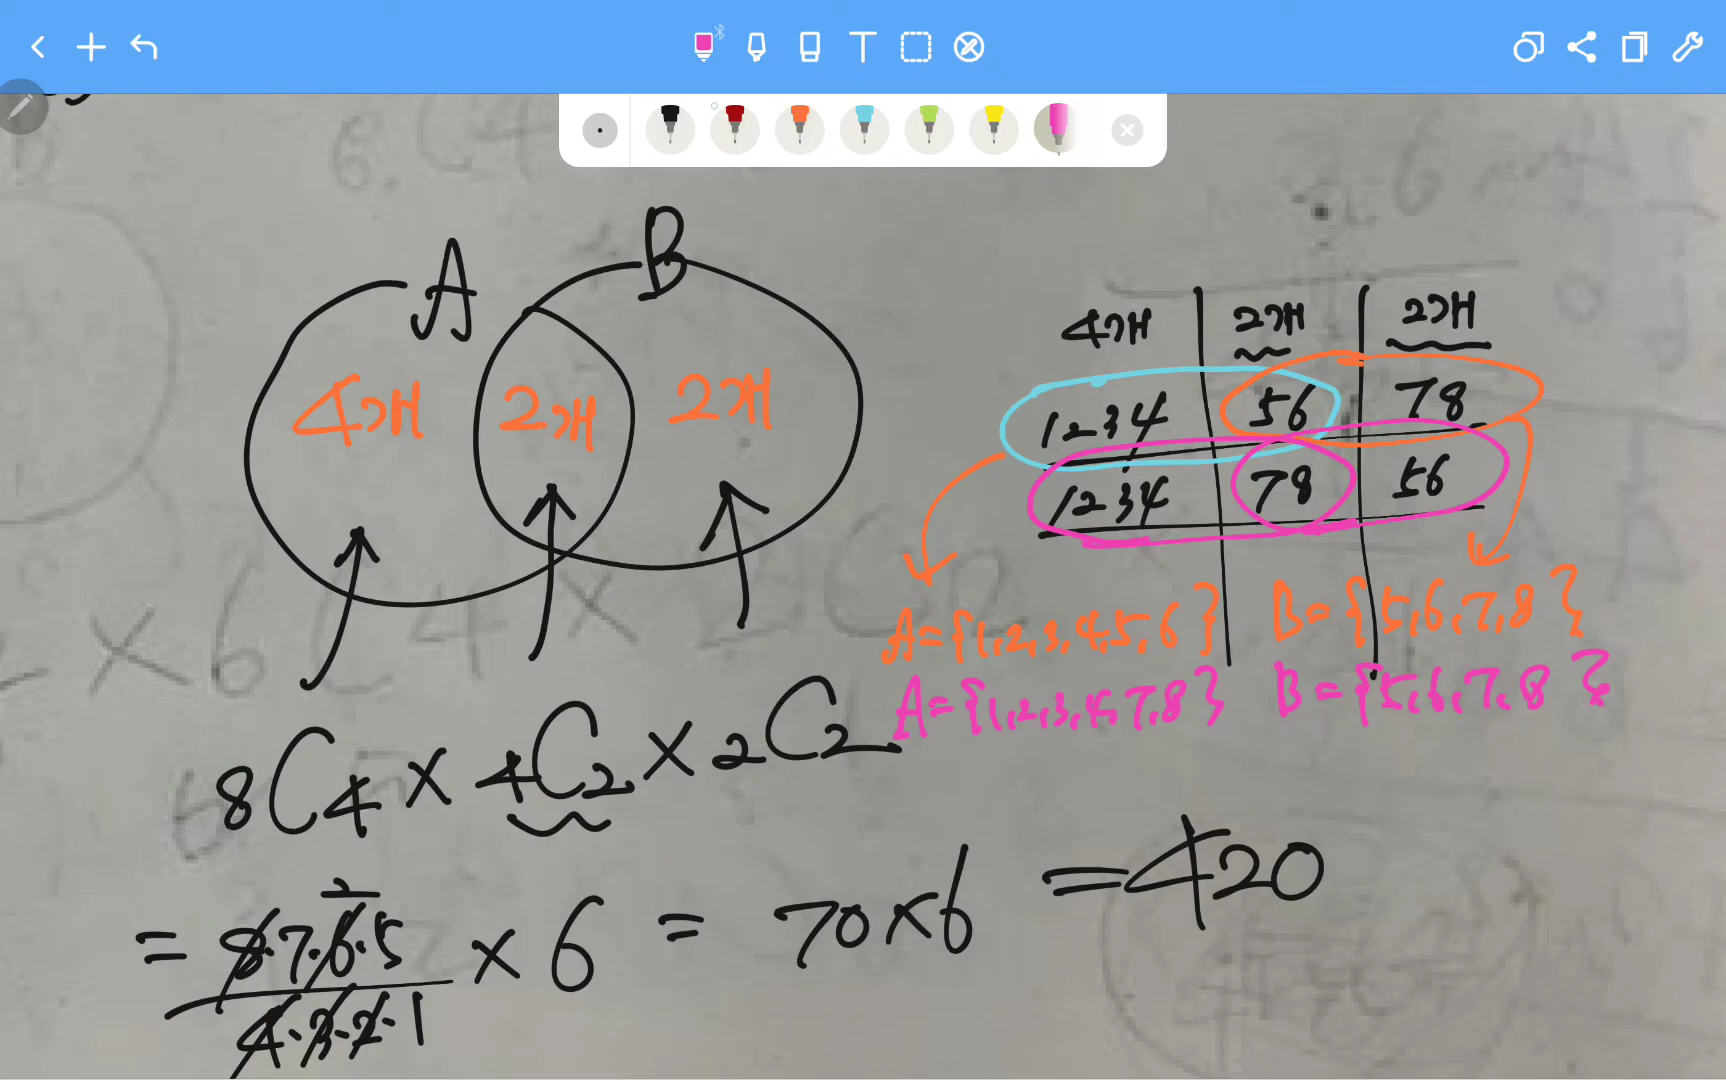 A
B
4개
2개
2개
4개 2개 2개
1234 56 78
1234 78 56
A={1,2,3,4,5,6} B={5,6,7,8}
A={1,2,3,4,7,8} B={5,6,7,8}
8C4 × 4C2 × 2C2
2
= 8·7·6·5 × 6 = 70×6 = 420
4·3·2·1